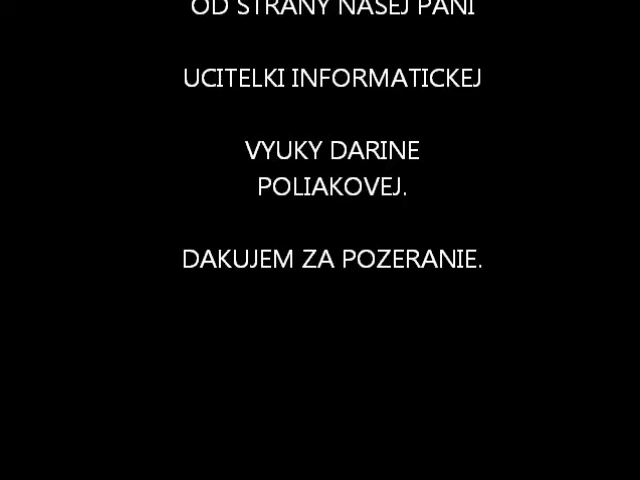 OD STRANY NASEJ PANI
UCITELKI INFORMATICKEJ
VYUKY DARINE
POLIAKOVEJ.
DAKUJEM ZA POZERANIE.